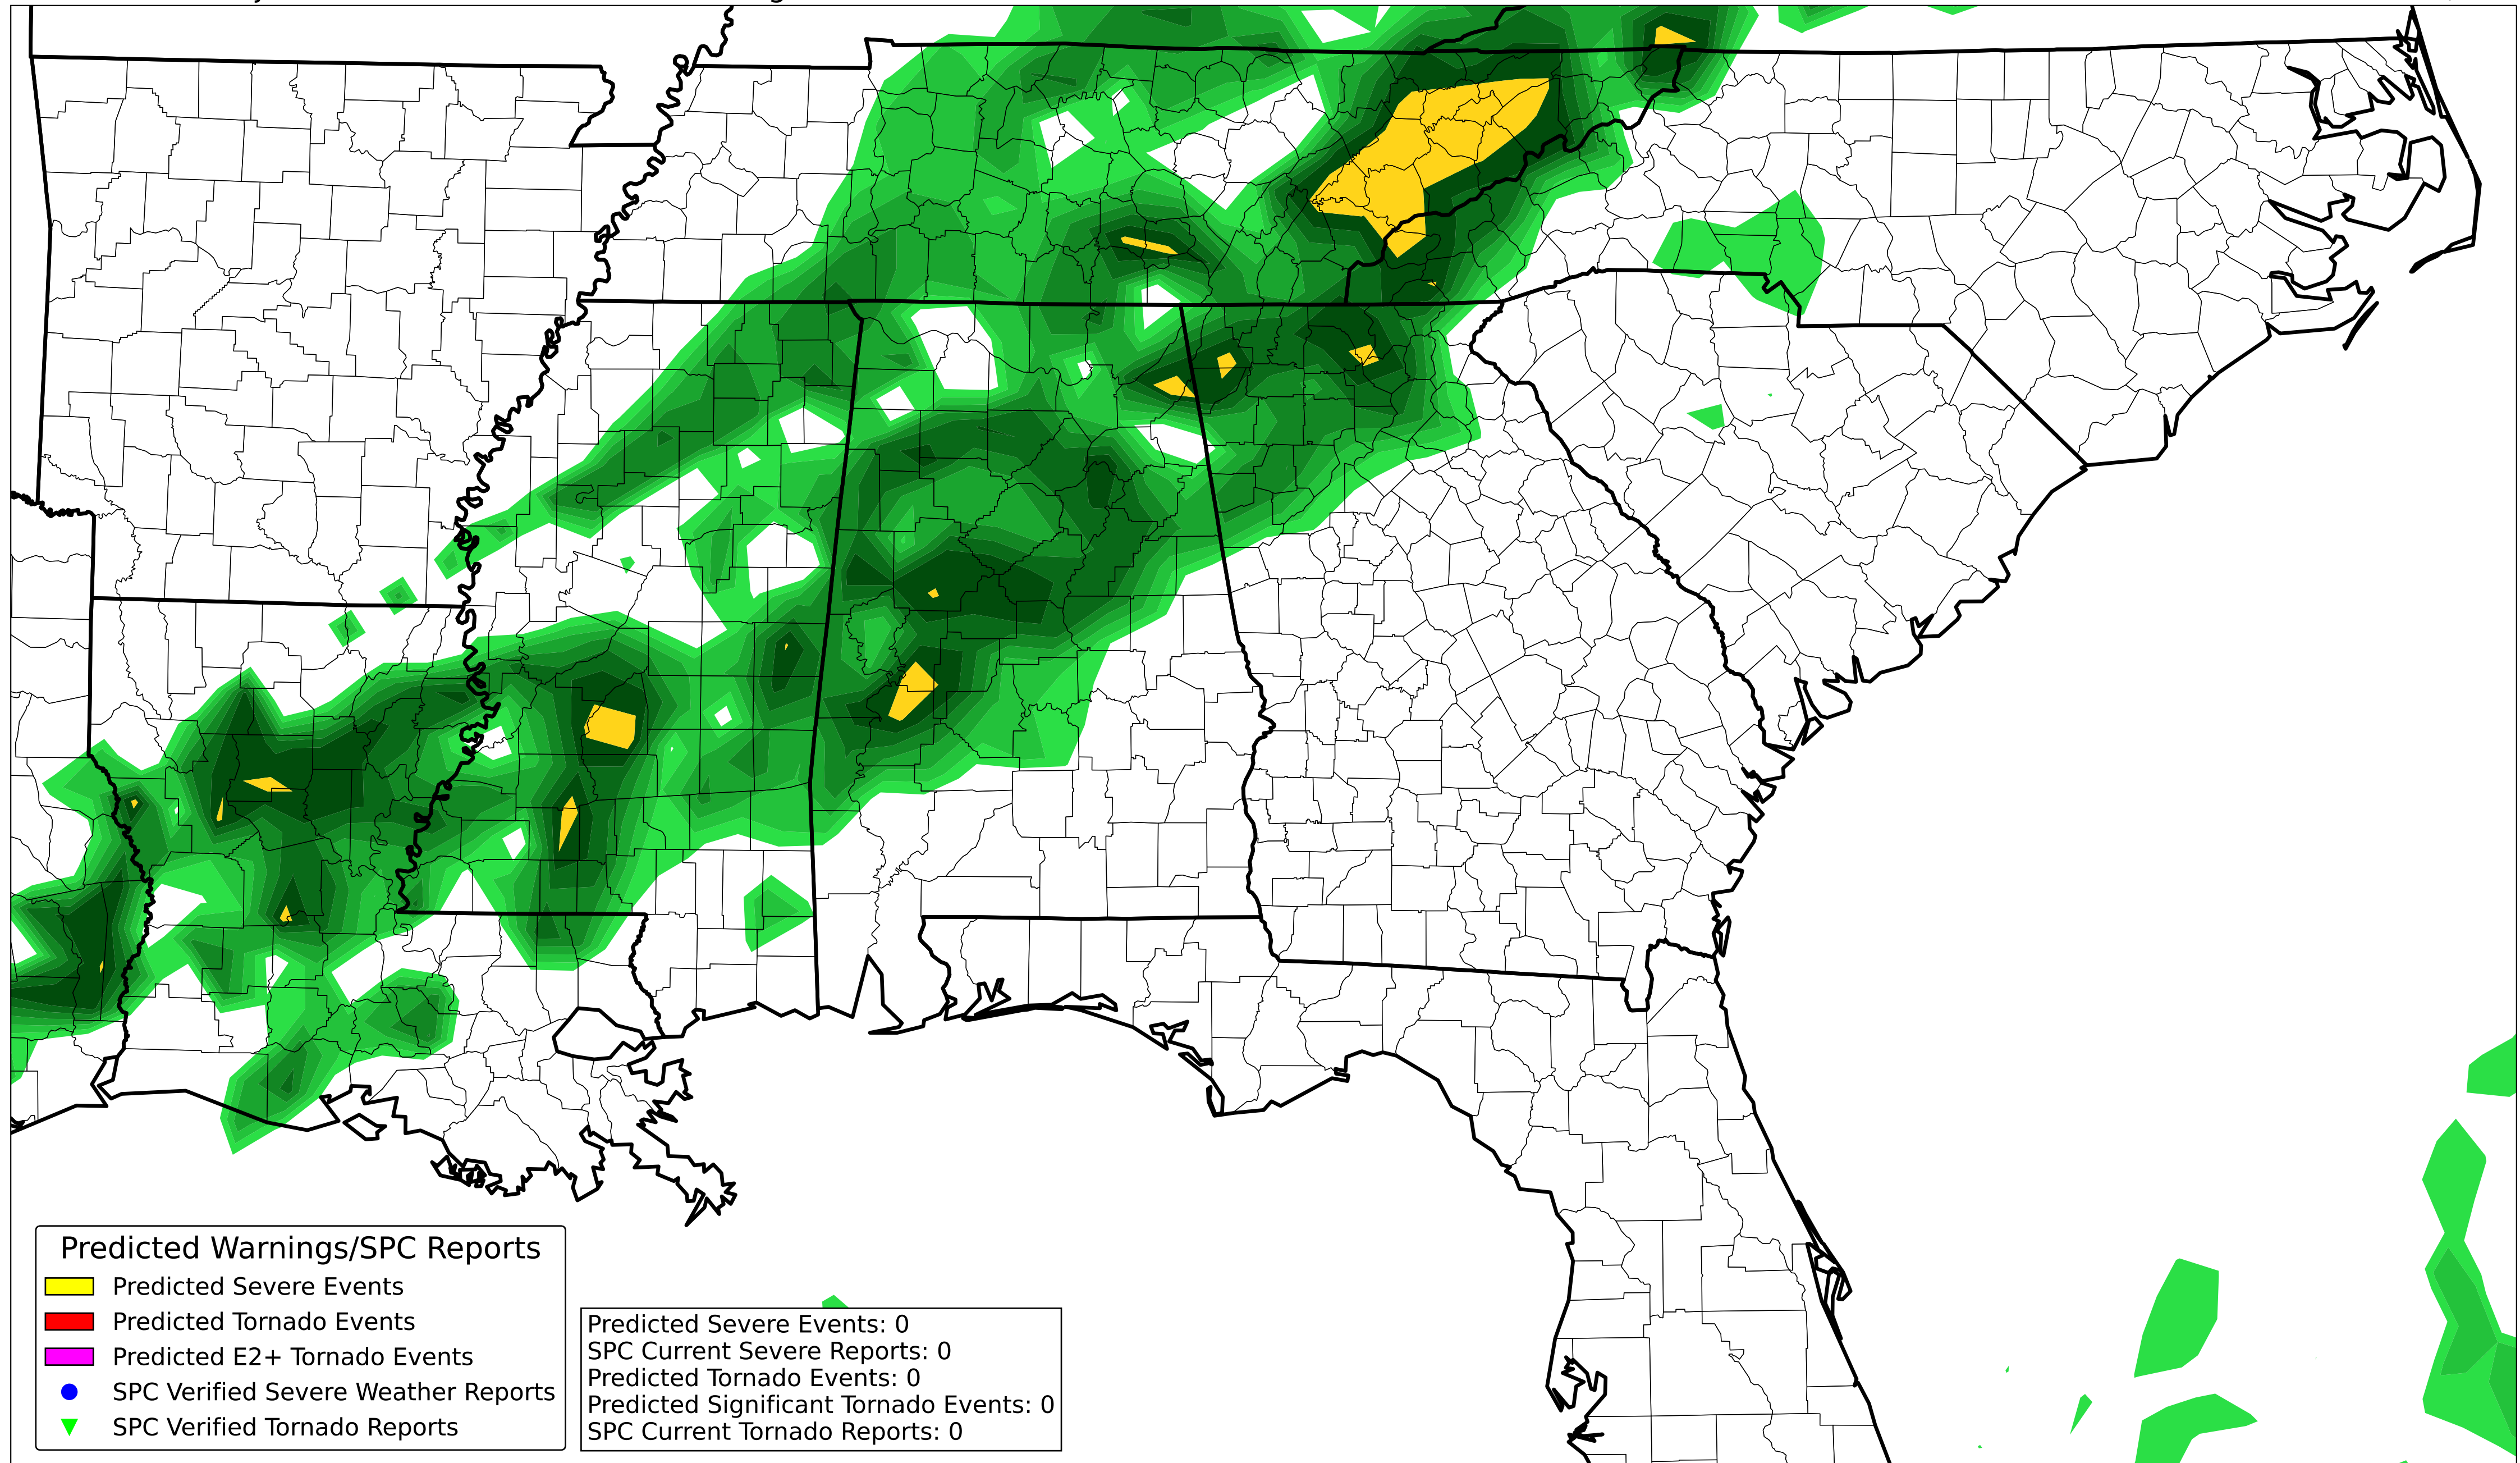 Predicted Warnings/SPC Reports
Predicted Severe Events
Predicted Tornado Events
Predicted E2+ Tornado Events
SPC Verified Severe Weather Reports
SPC Verified Tornado Reports
Predicted Severe Events: 0
SPC Current Severe Reports: 0
Predicted Tornado Events: 0
Predicted Significant Tornado Events: 0
SPC Current Tornado Reports: 0